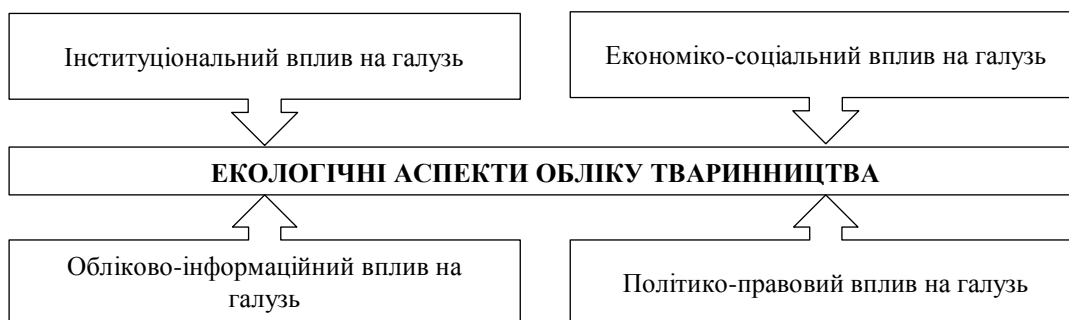 Інституціональний вплив на галузь
Економіко-соціальний вплив на галузь
ЕКОЛОГІЧНІ АСПЕКТИ ОБЛІКУ ТВАРИННИЦТВА
Обліково-інформаційний вплив на
галузь
Політико-правовий вплив на галузь